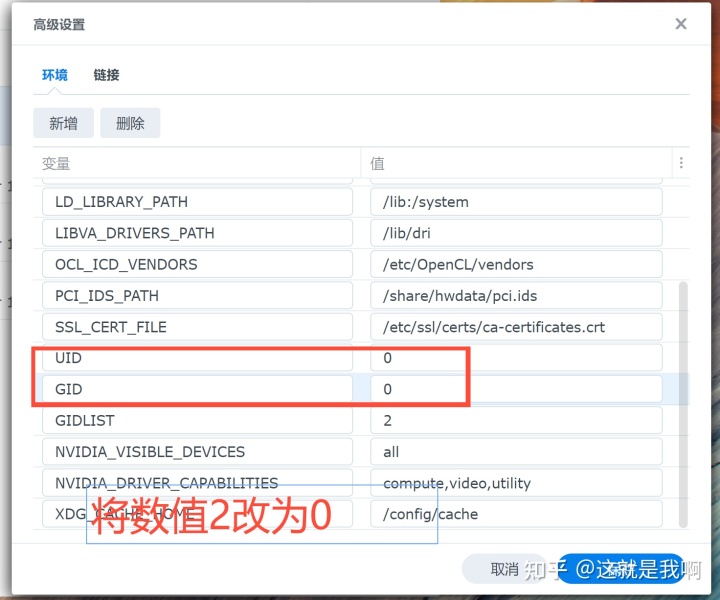 高级设置
环境 链接
新增 删除
变量 值
LD_LIBRARY_PATH /lib:/system
LIBVA_DRIVERS_PATH /lib/dri
OCL_ICD_VENDORS /etc/OpenCL/vendors
PCI_IDS_PATH /share/hwdata/pci.ids
SSL_CERT_FILE /etc/ssl/certs/ca-certificates.crt
UID 0
GID 0
GIDLIST 2
NVIDIA_VISIBLE_DEVICES all
NVIDIA_DRIVER_CAPABILITIES compute,video,utility
XDG_CACHE_HOME /config/cache
将数值2改为0
取消
知乎 @这就是我啊